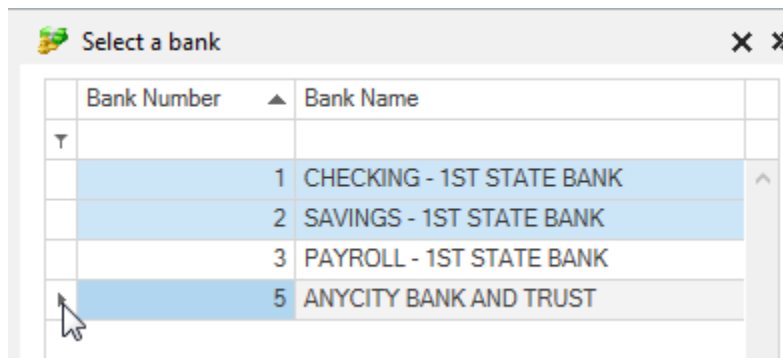 Select a bank
Bank Number Bank Name
1 CHECKING - 1ST STATE BANK
2 SAVINGS - 1ST STATE BANK
3 PAYROLL - 1ST STATE BANK
5 ANYCITY BANK AND TRUST